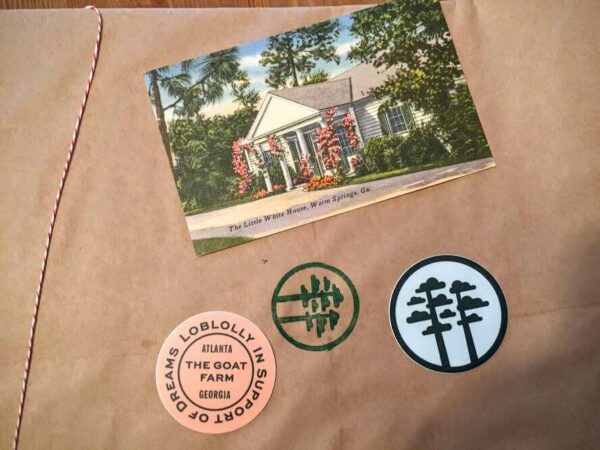 The Little White House, Warm Springs, Ga.
LOBLOLLY IN SUPPORT OF DREAMS
ATLANTA
THE GOAT
FARM
GEORGIA